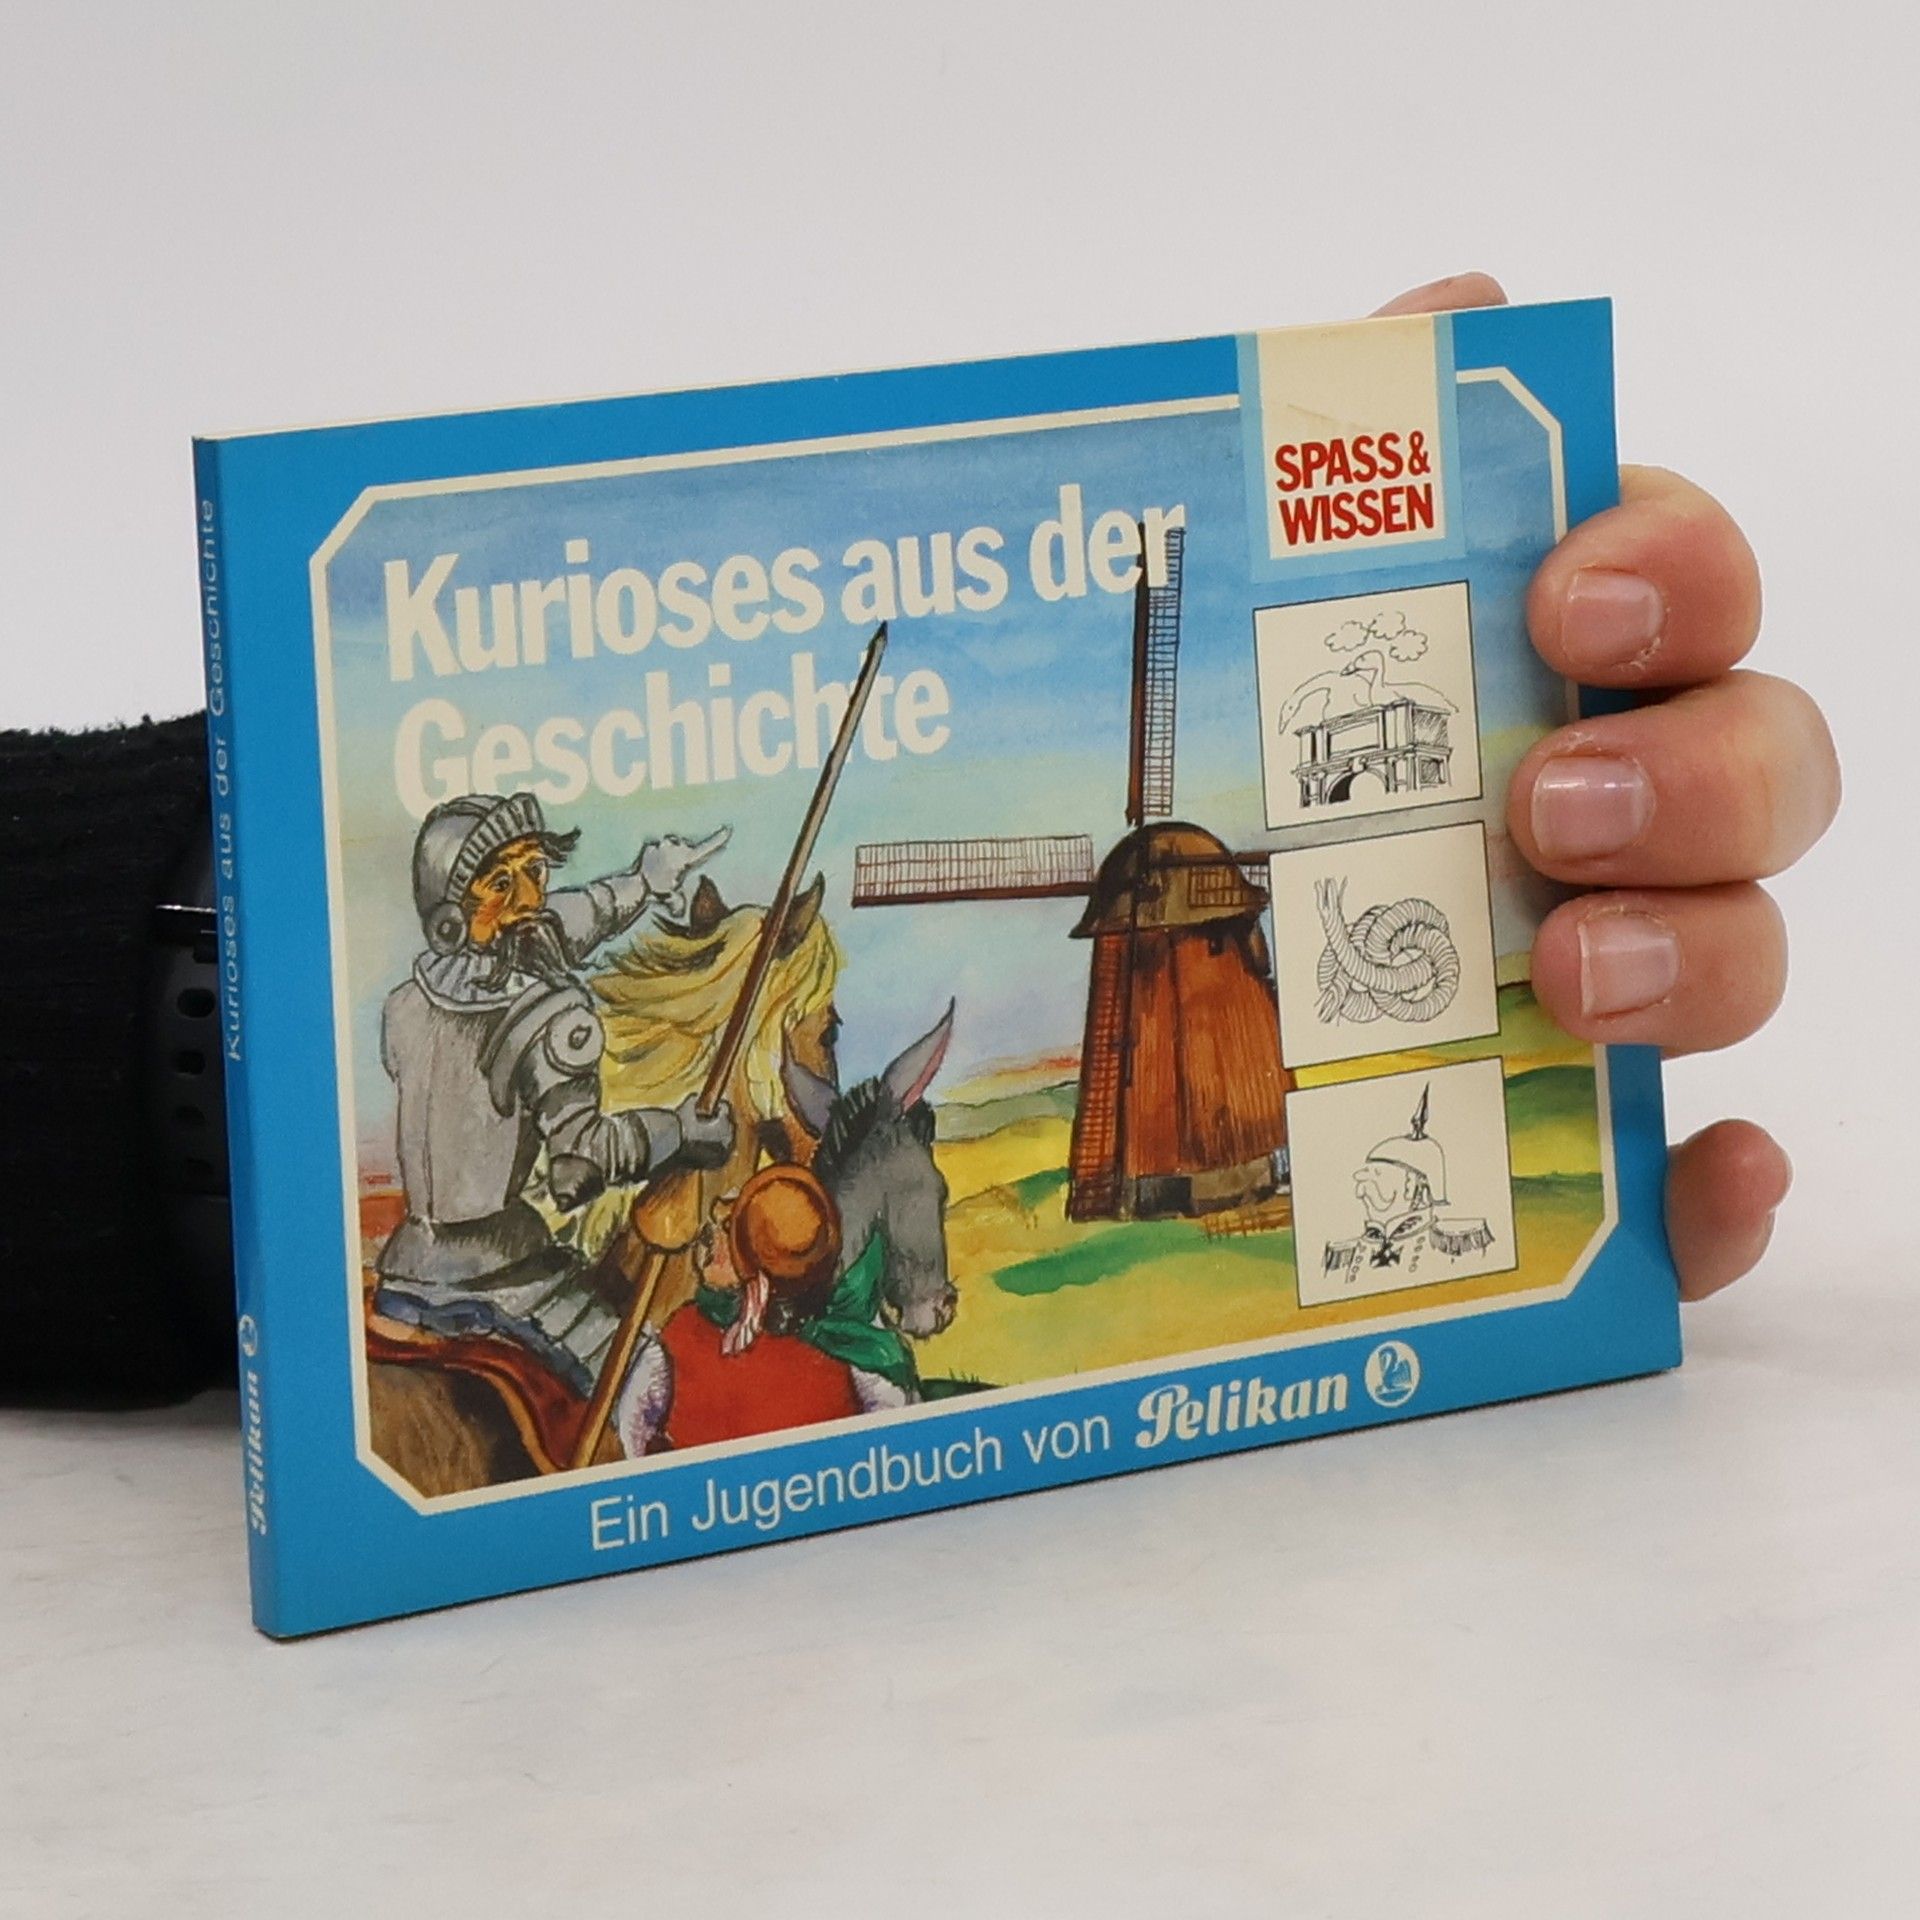 SPASS &
WISSEN
Kurioses aus der
Geschichte
Ein Jugendbuch von Pelikan
Kurioses aus der Geschichte
Pelikan